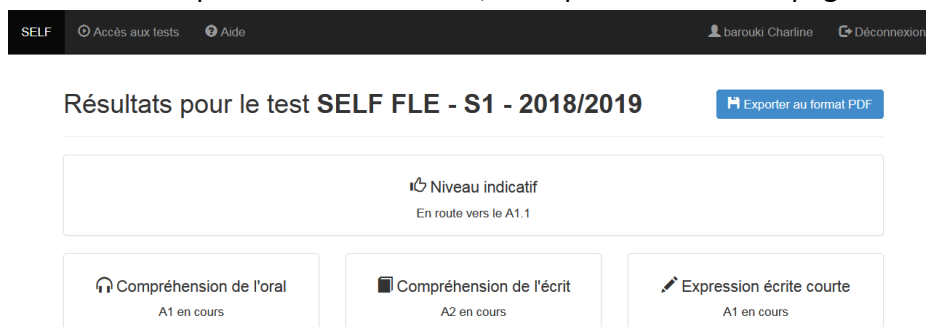 SELF Accès aux tests Aide barouki Charline Déconnexion
Résultats pour le test SELF FLE - S1 - 2018/2019 Exporter au format PDF
Niveau indicatif
En route vers le A1.1
Compréhension de l'oral Compréhension de l'écrit Expression écrite courte
A1 en cours A2 en cours A1 en cours